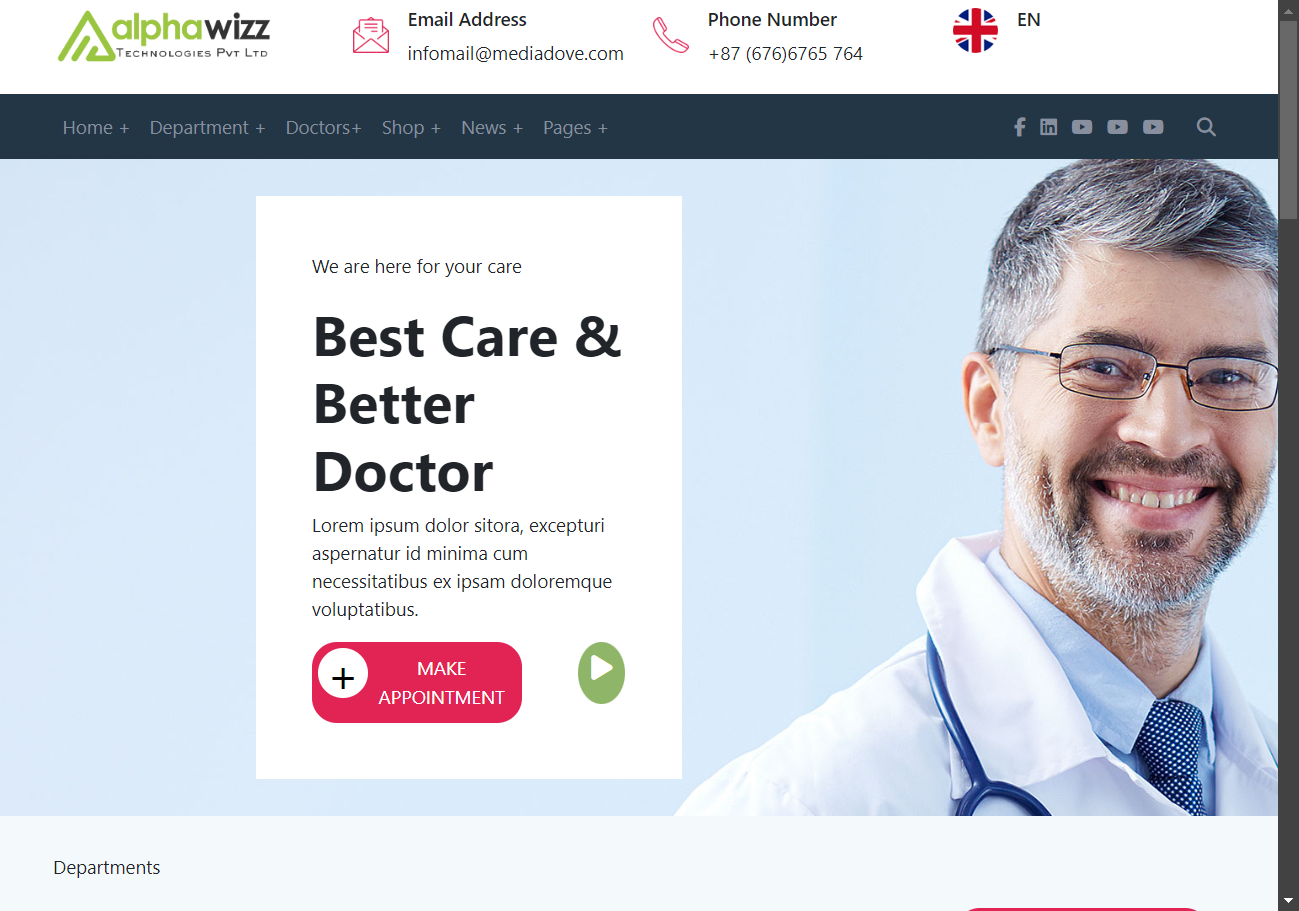 alphawizz
Technologies Pvt Ltd
Email Address
infomail@mediadove.com
Phone Number
+87 (676)6765 764
EN
Home +
Department +
Doctors+
Shop +
News +
Pages +
We are here for your care
Best Care &
Better
Doctor
Lorem ipsum dolor sitora, excepturi
aspernatur id minima cum
necessitatibus ex ipsam doloremque
voluptatibus.
+
MAKE
APPOINTMENT
Departments